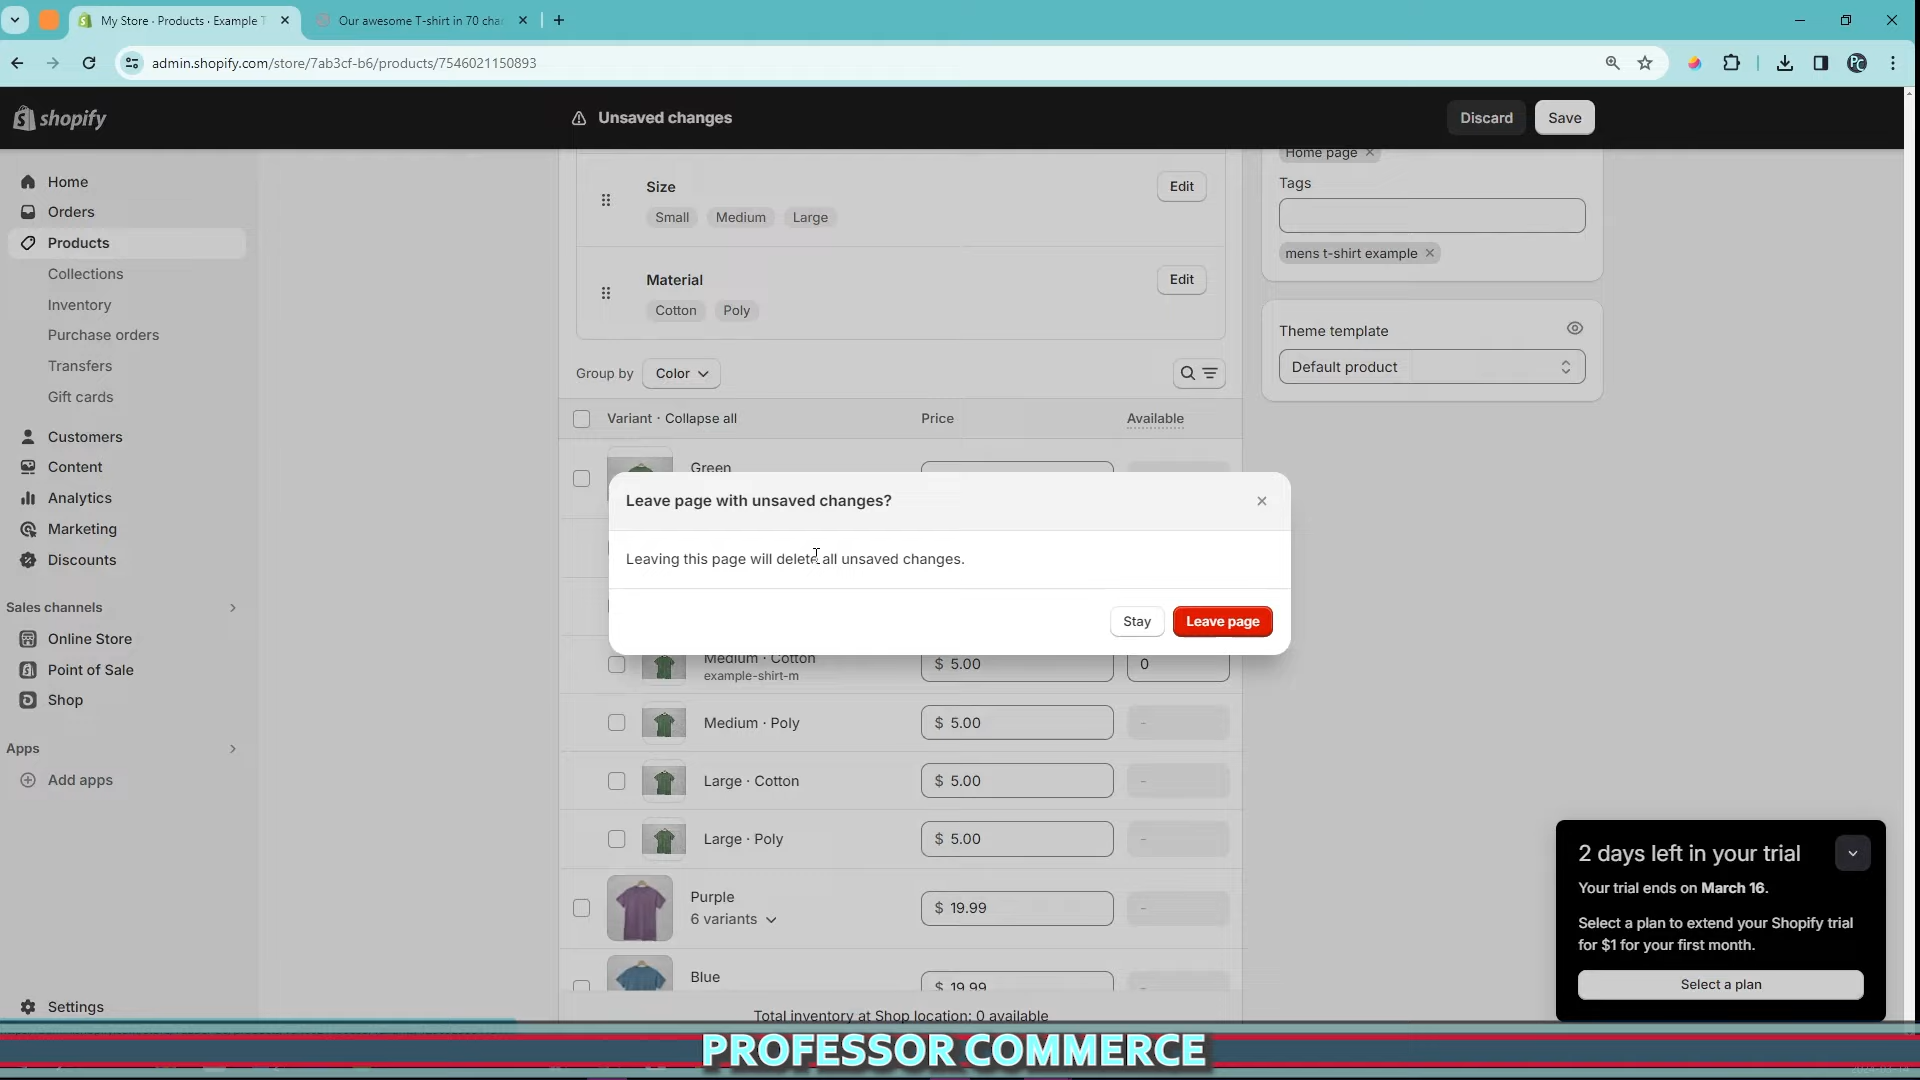 My Store · Products · Example T
Our awesome T-shirt in 70 cha
admin.shopify.com/store/7ab3cf-b6/products/7546021150893
shopify
Unsaved changes
Discard
Save
Home
Orders
Products
Collections
Inventory
Purchase orders
Transfers
Gift cards
Customers
Content
Analytics
Marketing
Discounts
Sales channels
Online Store
Point of Sale
Shop
Apps
Add apps
Settings
Size
Edit
Small Medium Large
Material
Edit
Cotton Poly
Group by Color
Variant · Collapse all Price Available
Green
Leave page with unsaved changes?
Leaving this page will delete all unsaved changes.
Stay
Leave page
Medium · Cotton $ 5.00 0
example-shirt-m
Medium · Poly $ 5.00 -
Large · Cotton $ 5.00 -
Large · Poly $ 5.00 -
Purple
6 variants
$ 19.99 -
Blue
$ 19.99 -
Total inventory at Shop location: 0 available
Home page
Tags
mens t-shirt example
Theme template
Default product
2 days left in your trial
Your trial ends on March 16.
Select a plan to extend your Shopify trial
for $1 for your first month.
Select a plan
PROFESSOR COMMERCE